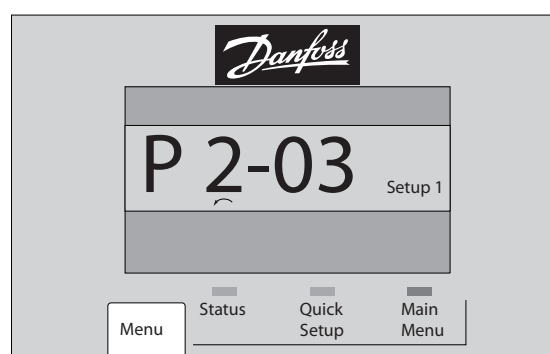 Danfoss
P 2-03
Setup 1
Status
Quick
Setup
Main
Menu
Menu